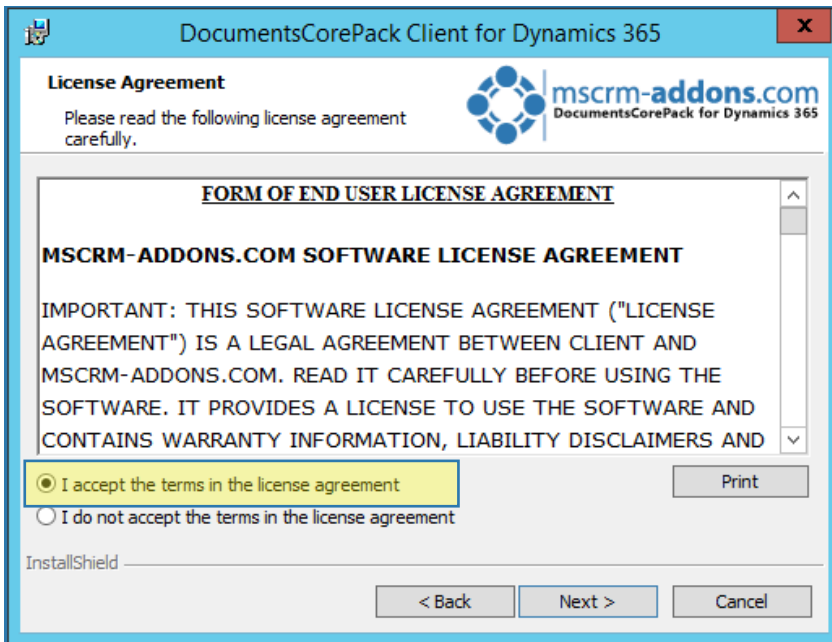 DocumentsCorePack Client for Dynamics 365
x
License Agreement
Please read the following license agreement
carefully.
mscrm-addons.com
DocumentsCorePack for Dynamics 365
FORM OF END USER LICENSE AGREEMENT
MSCRM-ADDONS.COM SOFTWARE LICENSE AGREEMENT
IMPORTANT: THIS SOFTWARE LICENSE AGREEMENT ("LICENSE
AGREEMENT") IS A LEGAL AGREEMENT BETWEEN CLIENT AND
MSCRM-ADDONS.COM. READ IT CAREFULLY BEFORE USING THE
SOFTWARE. IT PROVIDES A LICENSE TO USE THE SOFTWARE AND
CONTAINS WARRANTY INFORMATION, LIABILITY DISCLAIMERS AND
I accept the terms in the license agreement
Print
I do not accept the terms in the license agreement
InstallShield
< Back
Next >
Cancel